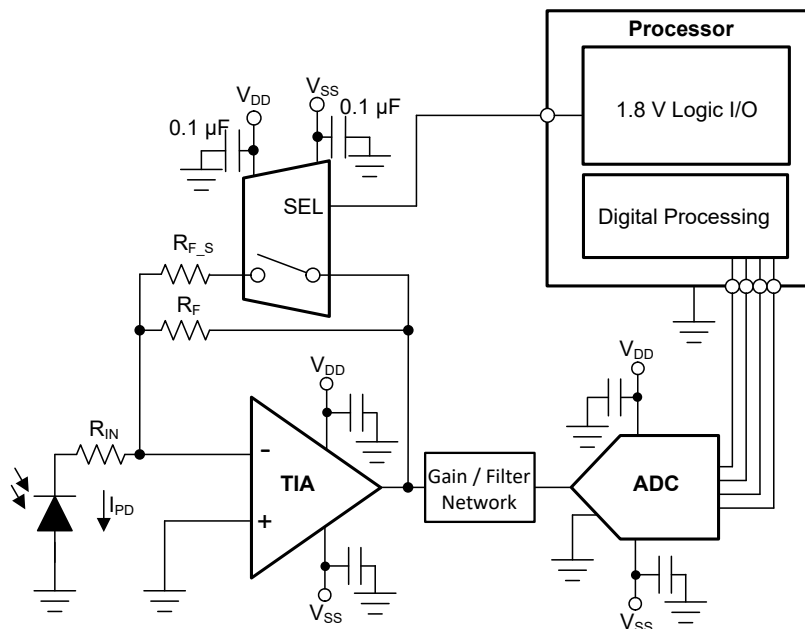 Processor
1.8 V Logic I/O
Digital Processing
VDD
VSS
0.1 µF
0.1 µF
SEL
RF_S
RF
VDD
VDD
RIN
-
+
TIA
IPD
Gain / Filter
Network
ADC
VSS
VSS